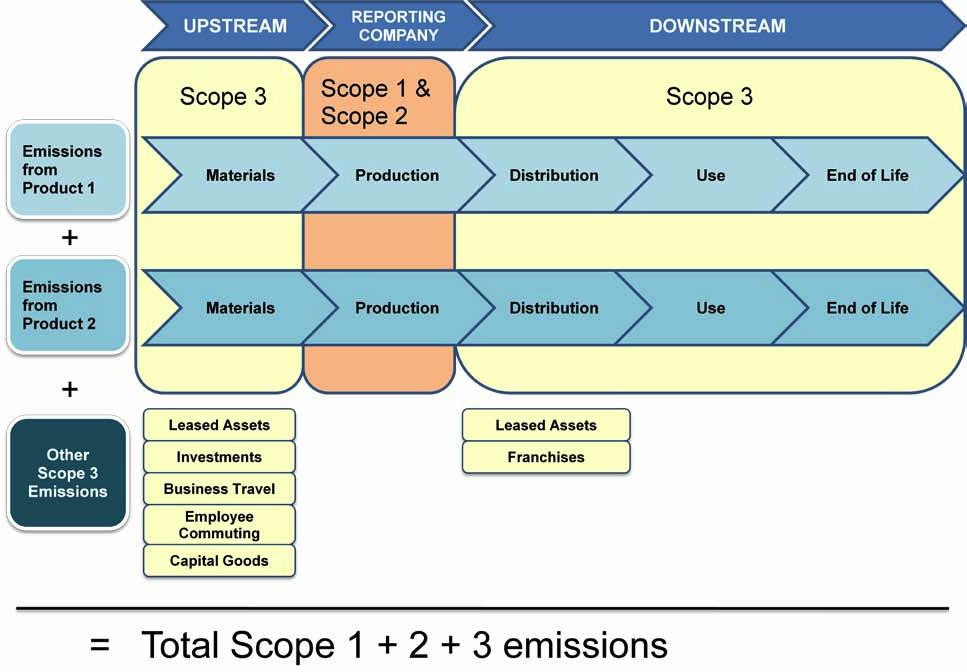 UPSTREAM
REPORTING
COMPANY
DOWNSTREAM
Scope 3
Scope 1 &
Scope 2
Scope 3
Emissions
from
Product 1
Materials
Production
Distribution
Use
End of Life
+
Emissions
from
Product 2
Materials
Production
Distribution
Use
End of Life
+
Other
Scope 3
Emissions
Leased Assets
Investments
Business Travel
Employee
Commuting
Capital Goods
Leased Assets
Franchises
= Total Scope 1 + 2 + 3 emissions